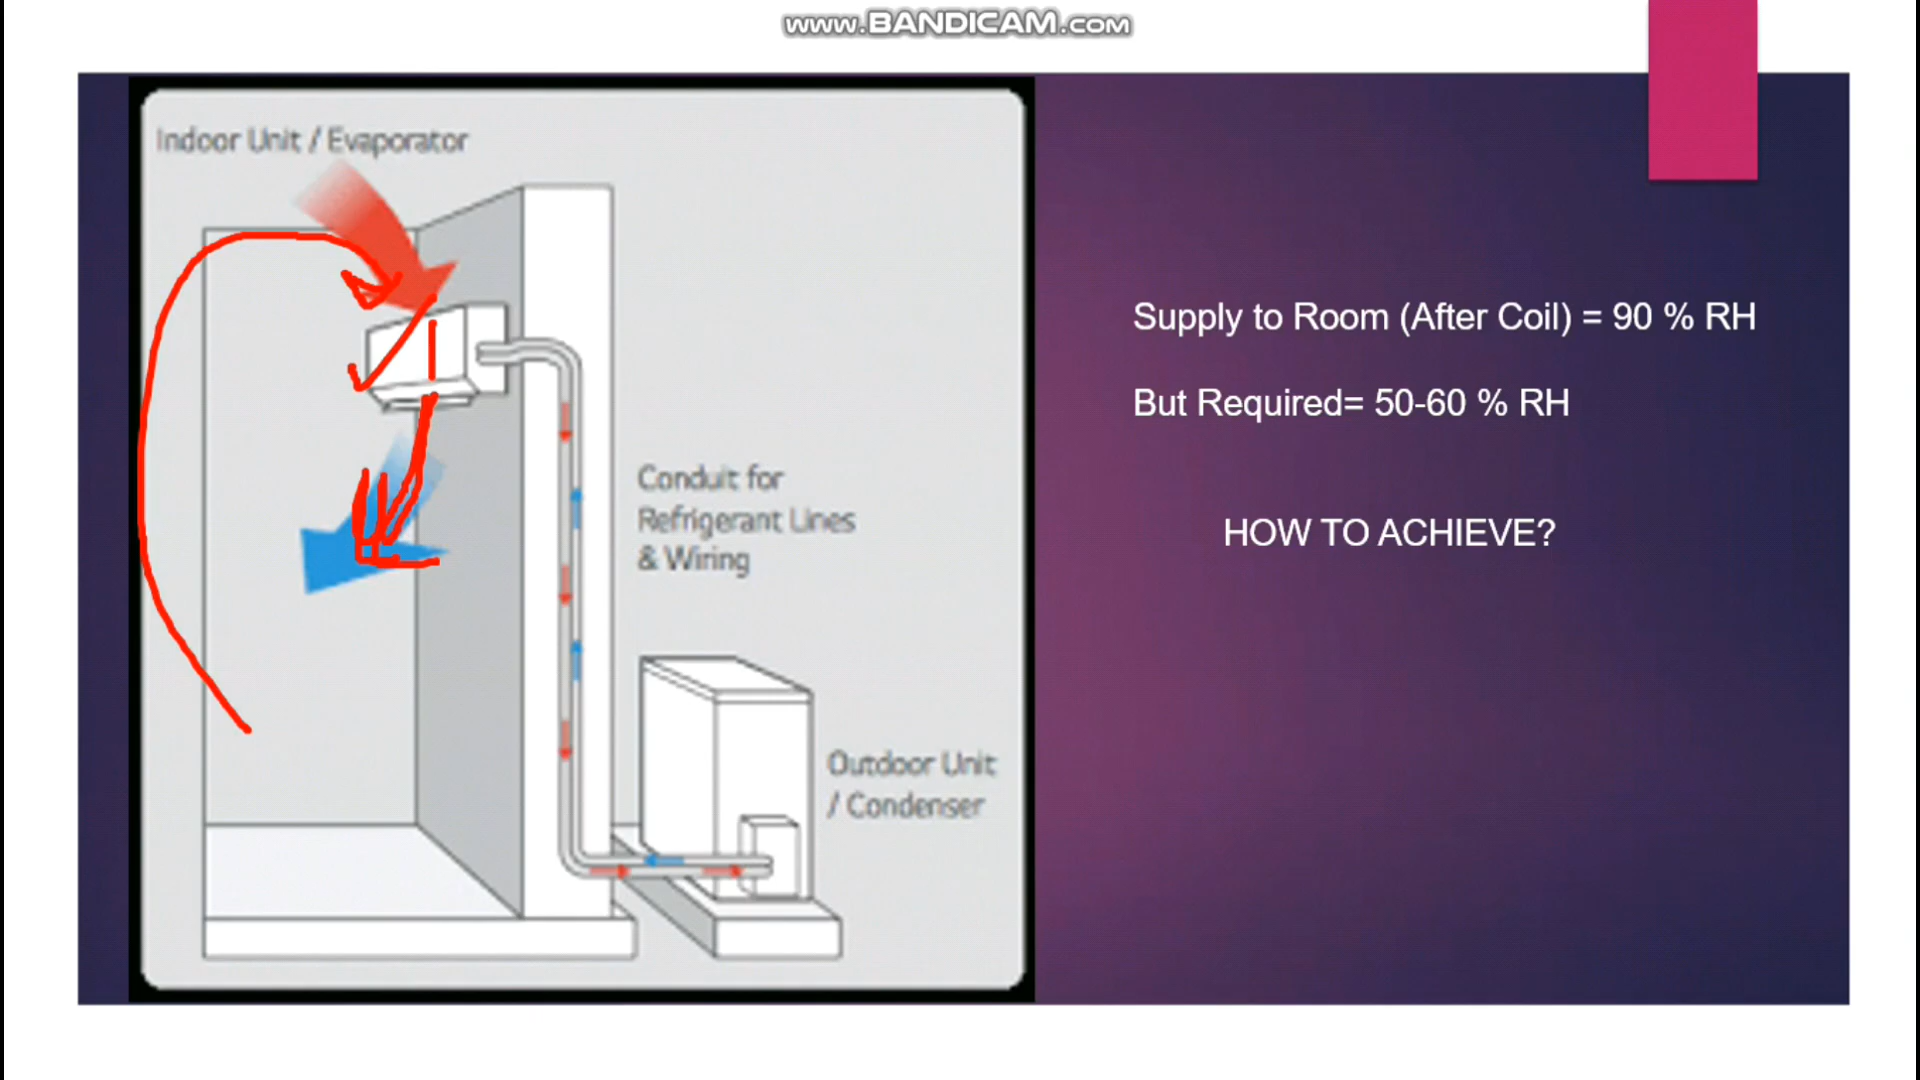 www.BANDICAM.com
Indoor Unit / Evaporator
Supply to Room (After Coil) = 90 % RH
But Required= 50-60 % RH
HOW TO ACHIEVE?
Conduit for
Refrigerant Lines
& Wiring
Outdoor Unit
/ Condenser